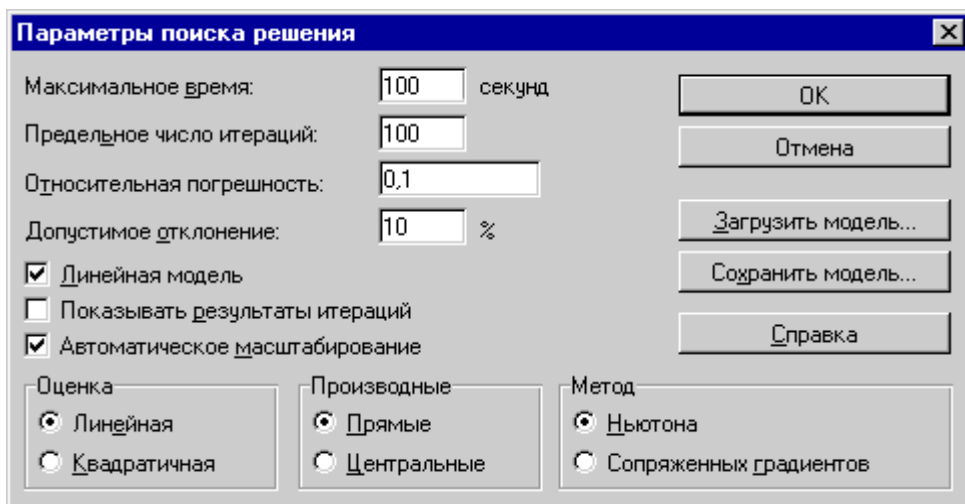 Параметры поиска решения
Максимальное время: 100 секунд
OK
Предельное число итераций: 100
Отмена
Относительная погрешность: 0,1
Допустимое отклонение: 10 %
Загрузить модель...
Линейная модель
Сохранить модель...
Показывать результаты итераций
Автоматическое масштабирование
Справка
Оценка
Линейная
Квадратичная
Производные
Прямые
Центральные
Метод
Ньютона
Сопряженных градиентов